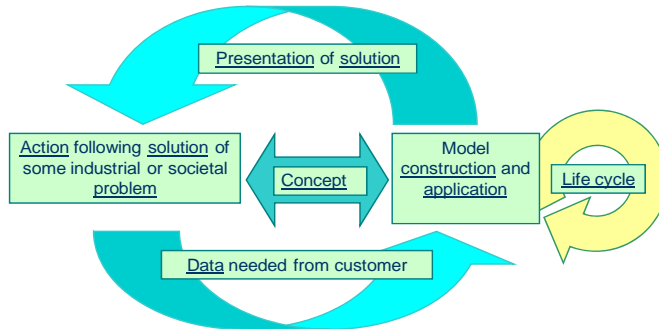 Presentation of solution
Action following solution of
some industrial or societal
problem
Concept
Model
construction and
application
Life cycle
Data needed from customer